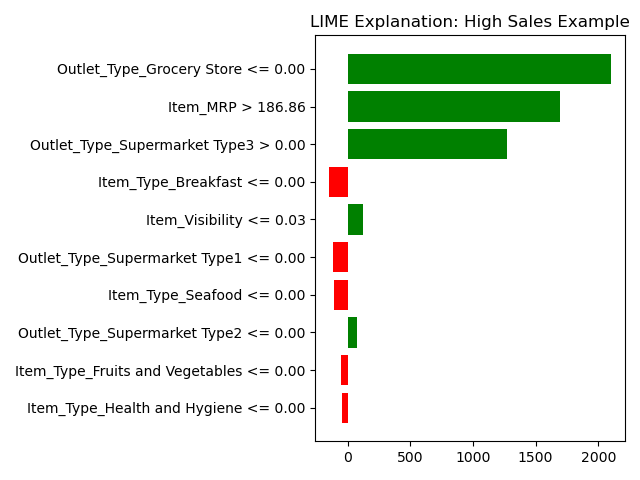 LIME Explanation: High Sales Example
Outlet_Type_Grocery Store <= 0.00
Item_MRP > 186.86
Outlet_Type_Supermarket Type3 > 0.00
Item_Type_Breakfast <= 0.00
Item_Visibility <= 0.03
Outlet_Type_Supermarket Type1 <= 0.00
Item_Type_Seafood <= 0.00
Outlet_Type_Supermarket Type2 <= 0.00
Item_Type_Fruits and Vegetables <= 0.00
Item_Type_Health and Hygiene <= 0.00
0 500 1000 1500 2000